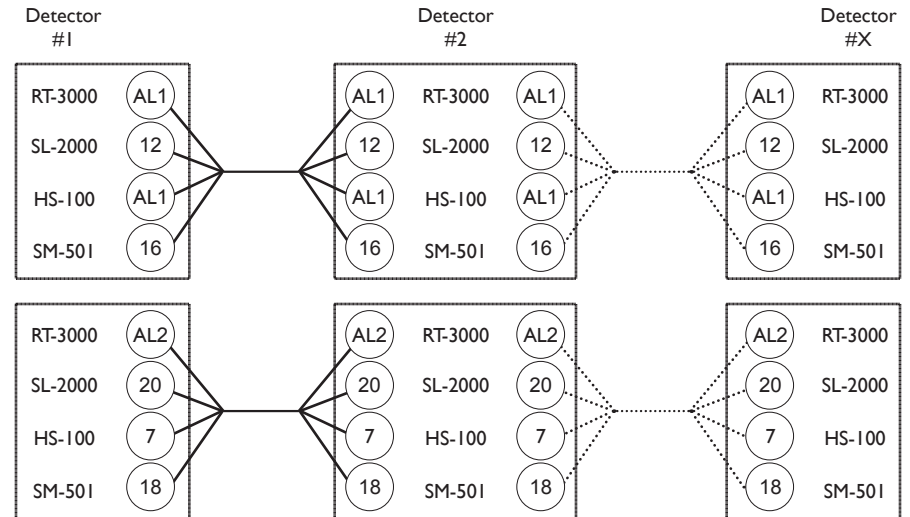 Detector Detector Detector
#1 #2 #X
RT-3000 AL1 AL1 RT-3000 AL1 AL1 RT-3000
SL-2000 12 12 SL-2000 12 12 SL-2000
HS-100 AL1 AL1 HS-100 AL1 AL1 HS-100
SM-501 16 16 SM-501 16 16 SM-501
RT-3000 AL2 AL2 RT-3000 AL2 AL2 RT-3000
SL-2000 20 20 SL-2000 20 20 SL-2000
HS-100 7 7 HS-100 7 7 HS-100
SM-501 18 18 SM-501 18 18 SM-501